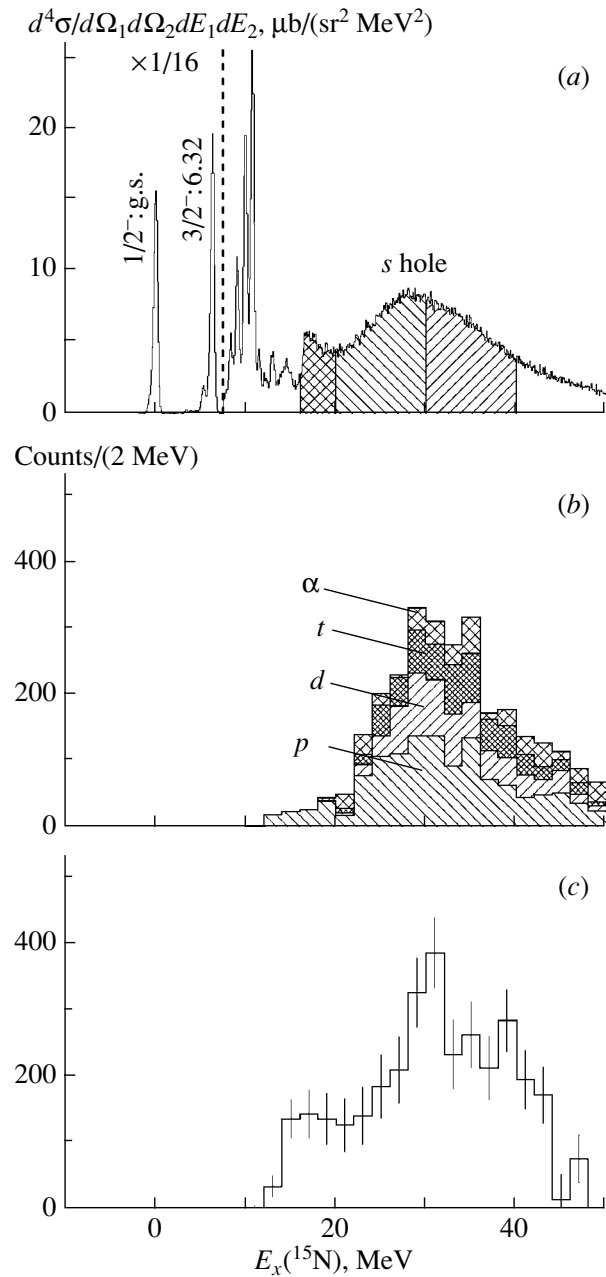 d⁴σ/dΩ₁dΩ₂dE₁dE₂, μb/(sr² MeV²)
×1/16
(a)
20
1/2⁻:g.s.
3/2⁻:6.32
s hole
10
0
Counts/(2 MeV)
(b)
α
400
t
d
200
p
0
(c)
400
200
0
0 20 40
Eₓ(¹⁵N), MeV